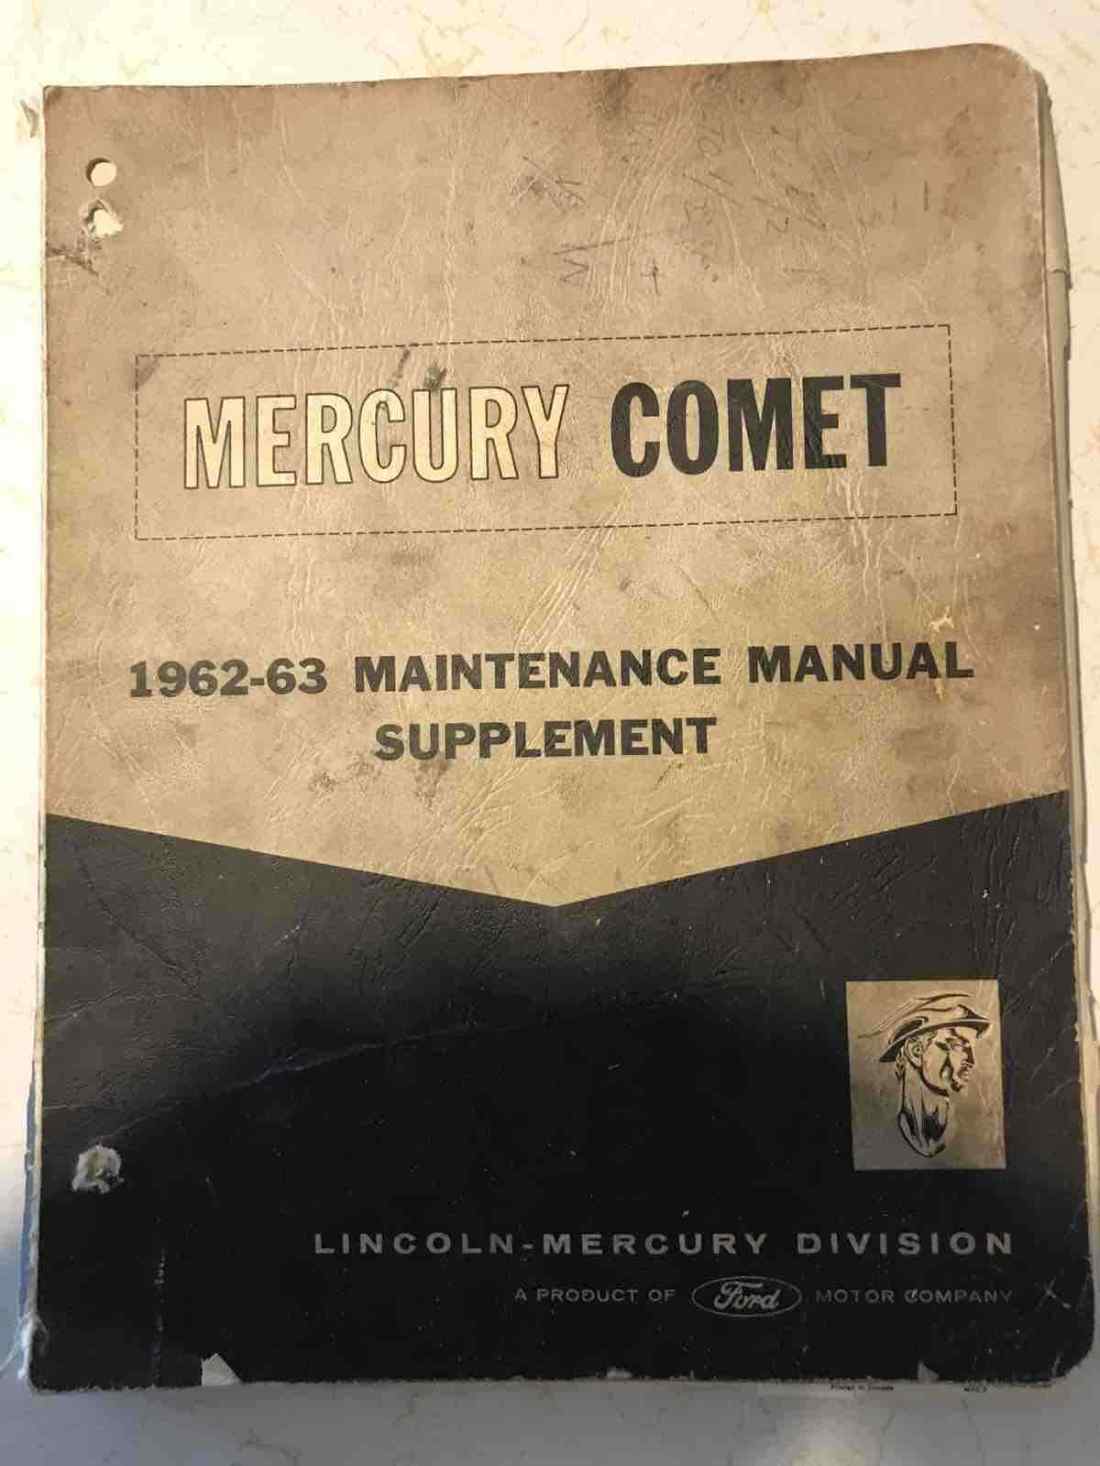 MERCURY COMET
1962-63 MAINTENANCE MANUAL
SUPPLEMENT
LINCOLN-MERCURY DIVISION
A PRODUCT OF Ford MOTOR COMPANY